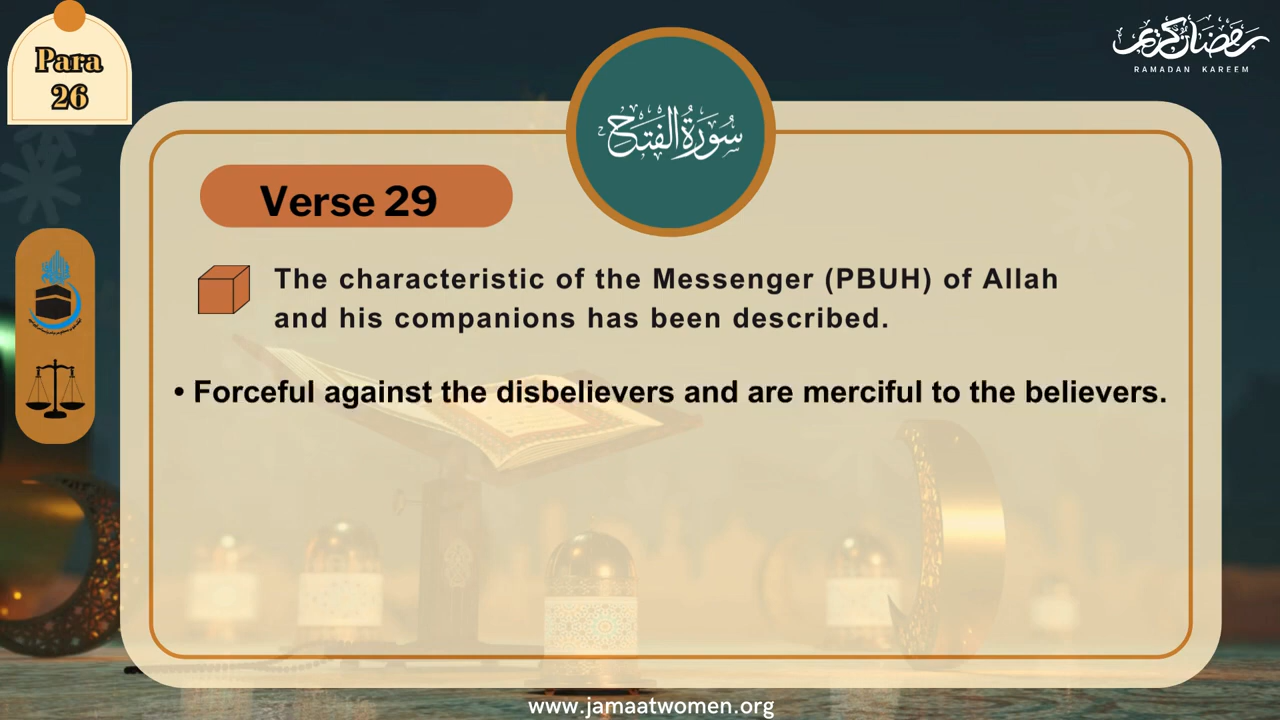 Para
26
رمضان كريم
RAMADAN KAREEM
سُورَةُ الفَتْحِ
Verse 29
The characteristic of the Messenger (PBUH) of Allah
and his companions has been described.
• Forceful against the disbelievers and are merciful to the believers.
www.jamaatwomen.org